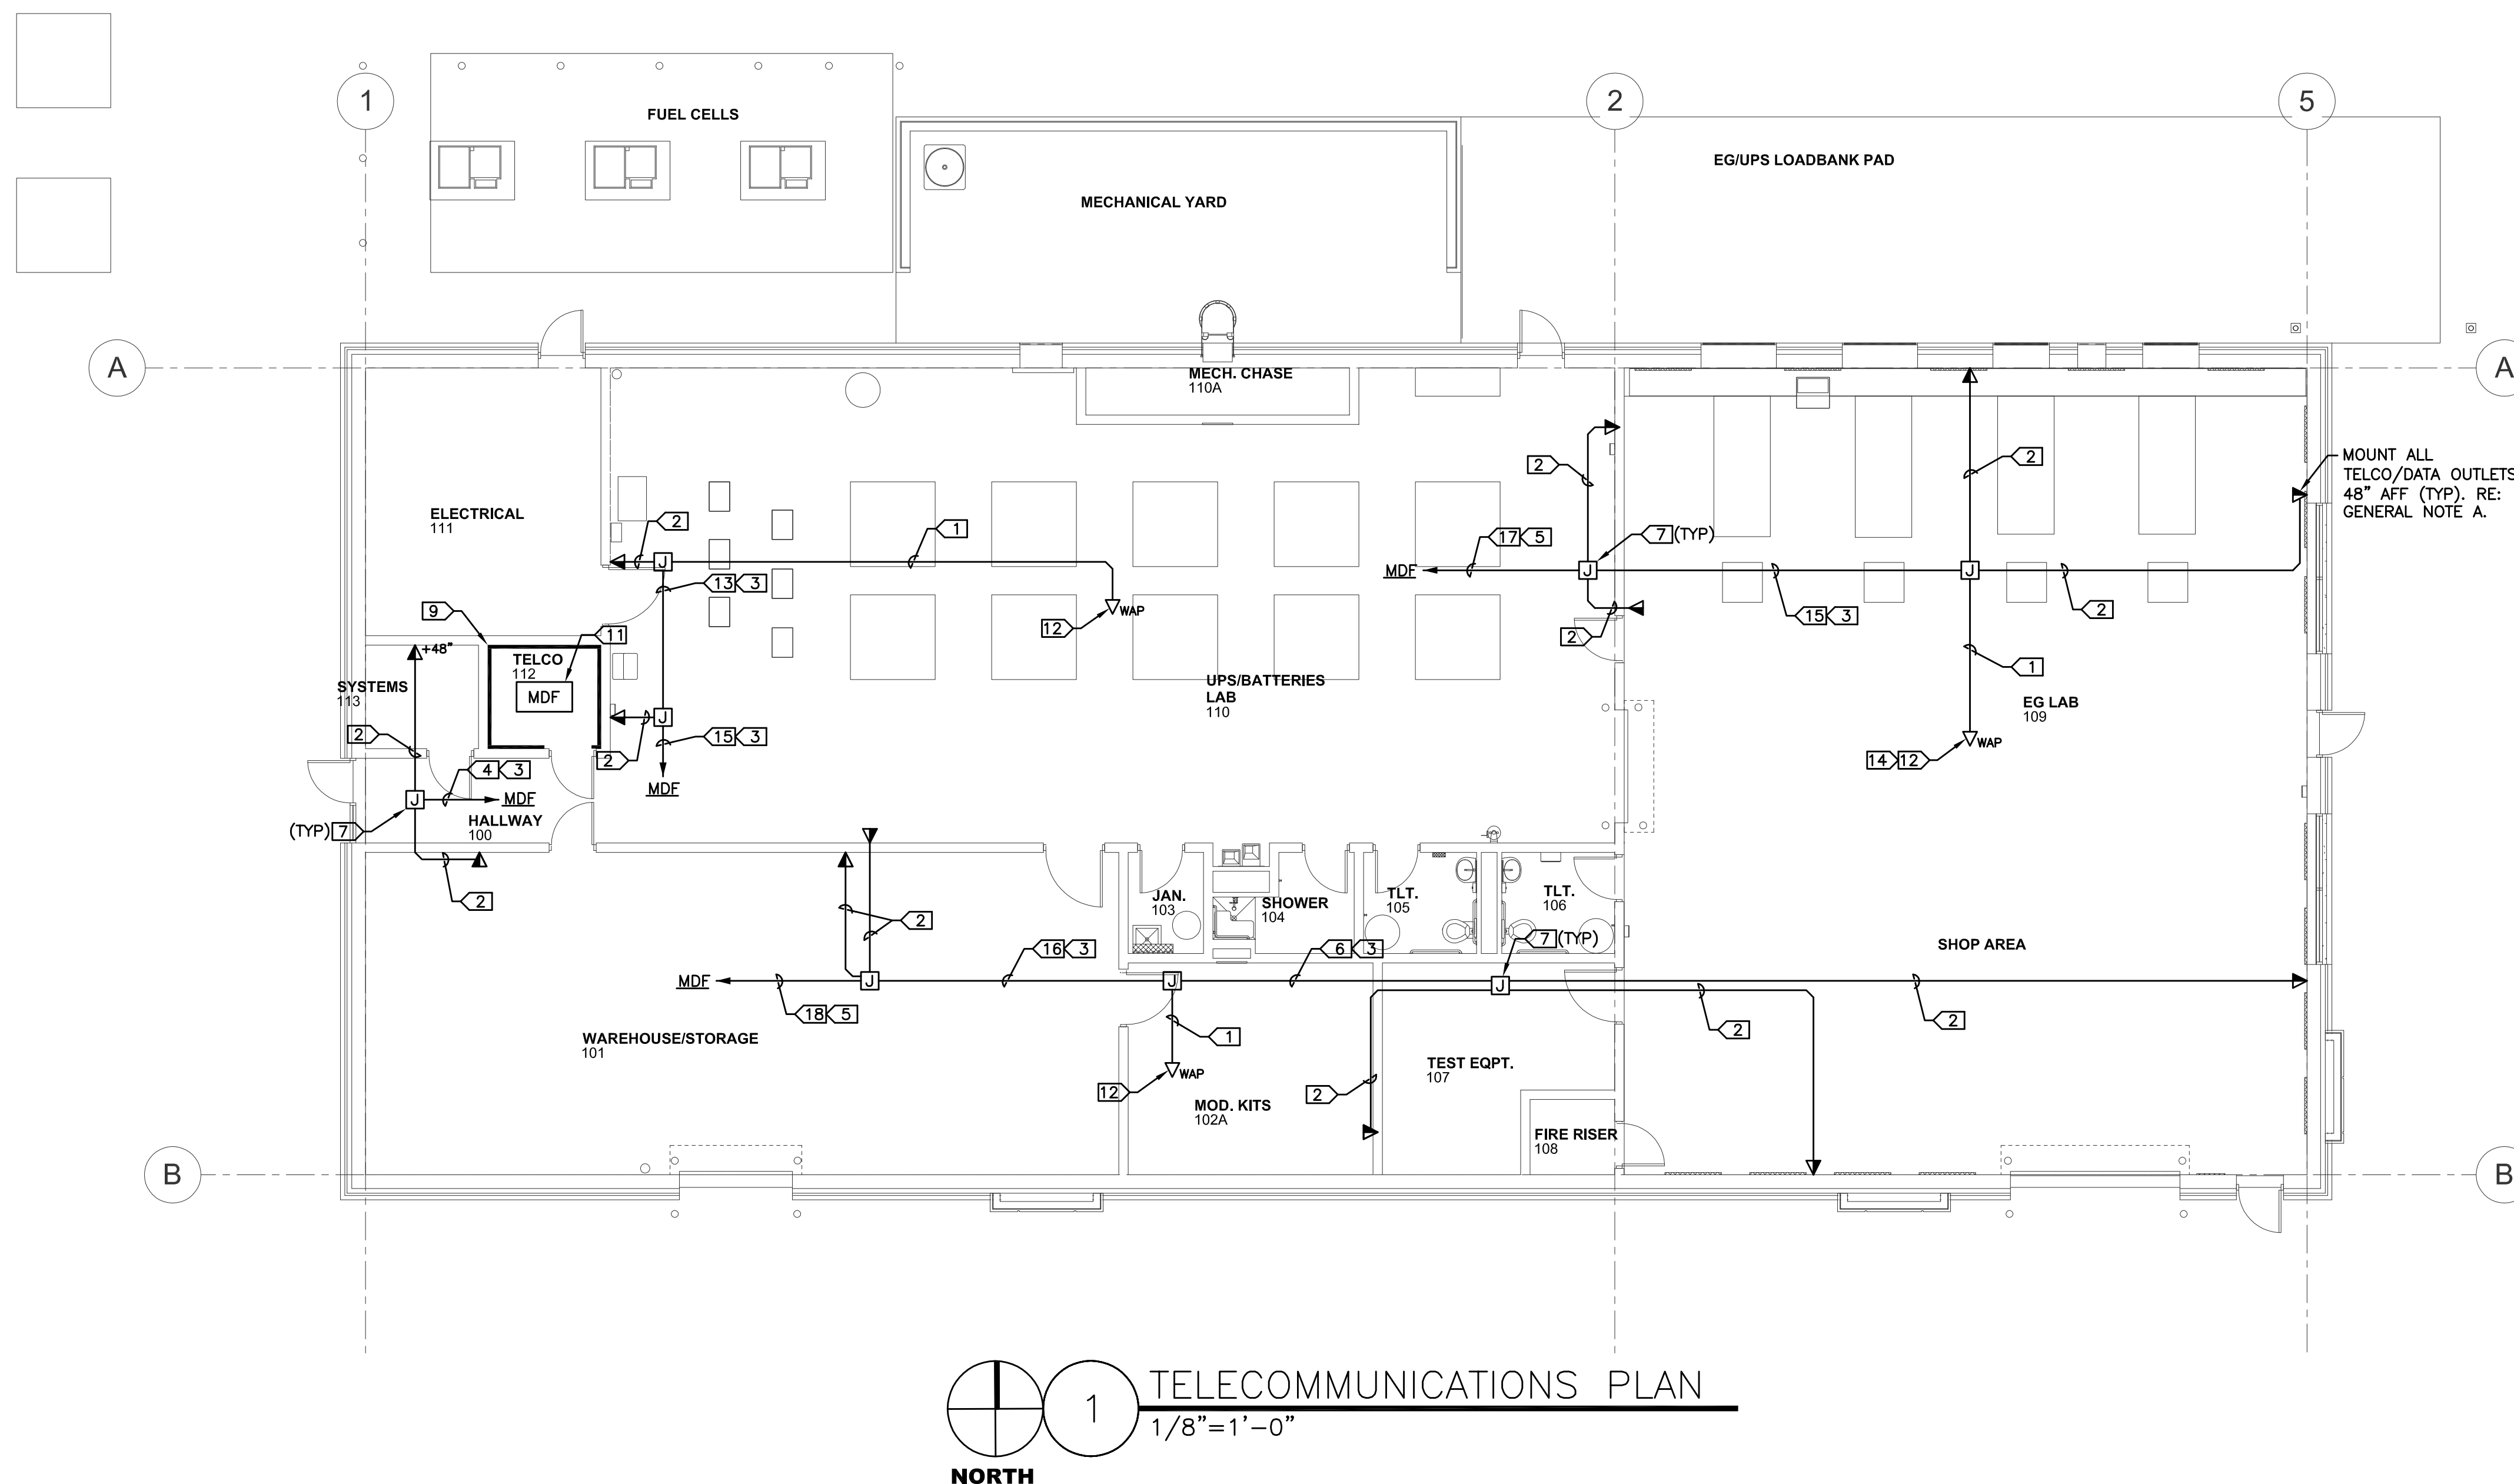 1
2
5
FUEL CELLS
EG/UPS LOADBANK PAD
MECHANICAL YARD
A
A
MECH. CHASE
110A
2
2
MOUNT ALL
TELCO/DATA OUTLETS
48" AFF (TYP). RE:
GENERAL NOTE A.
ELECTRICAL
111
2
1
17 5
7 (TYP)
MDF
J
J
J
J
13 3
9
11
12
WAP
2
15 3
2
+48"
TELCO
112
MDF
SYSTEMS
113
UPS/BATTERIES
LAB
110
1
EG LAB
109
J
2
2
15 3
WAP
14 12
4 3
MDF
MDF
J
(TYP) 7
HALLWAY
100
2
JAN.
103
SHOWER
104
TLT.
105
TLT.
106
2
16 3
6 3
7 (TYP)
SHOP AREA
MDF
J
J
J
18 5
1
2
2
WAREHOUSE/STORAGE
101
WAP
12
2
TEST EQPT.
107
MOD. KITS
102A
FIRE RISER
108
B
B
1
TELECOMMUNICATIONS PLAN
1/8"=1'-0"
NORTH